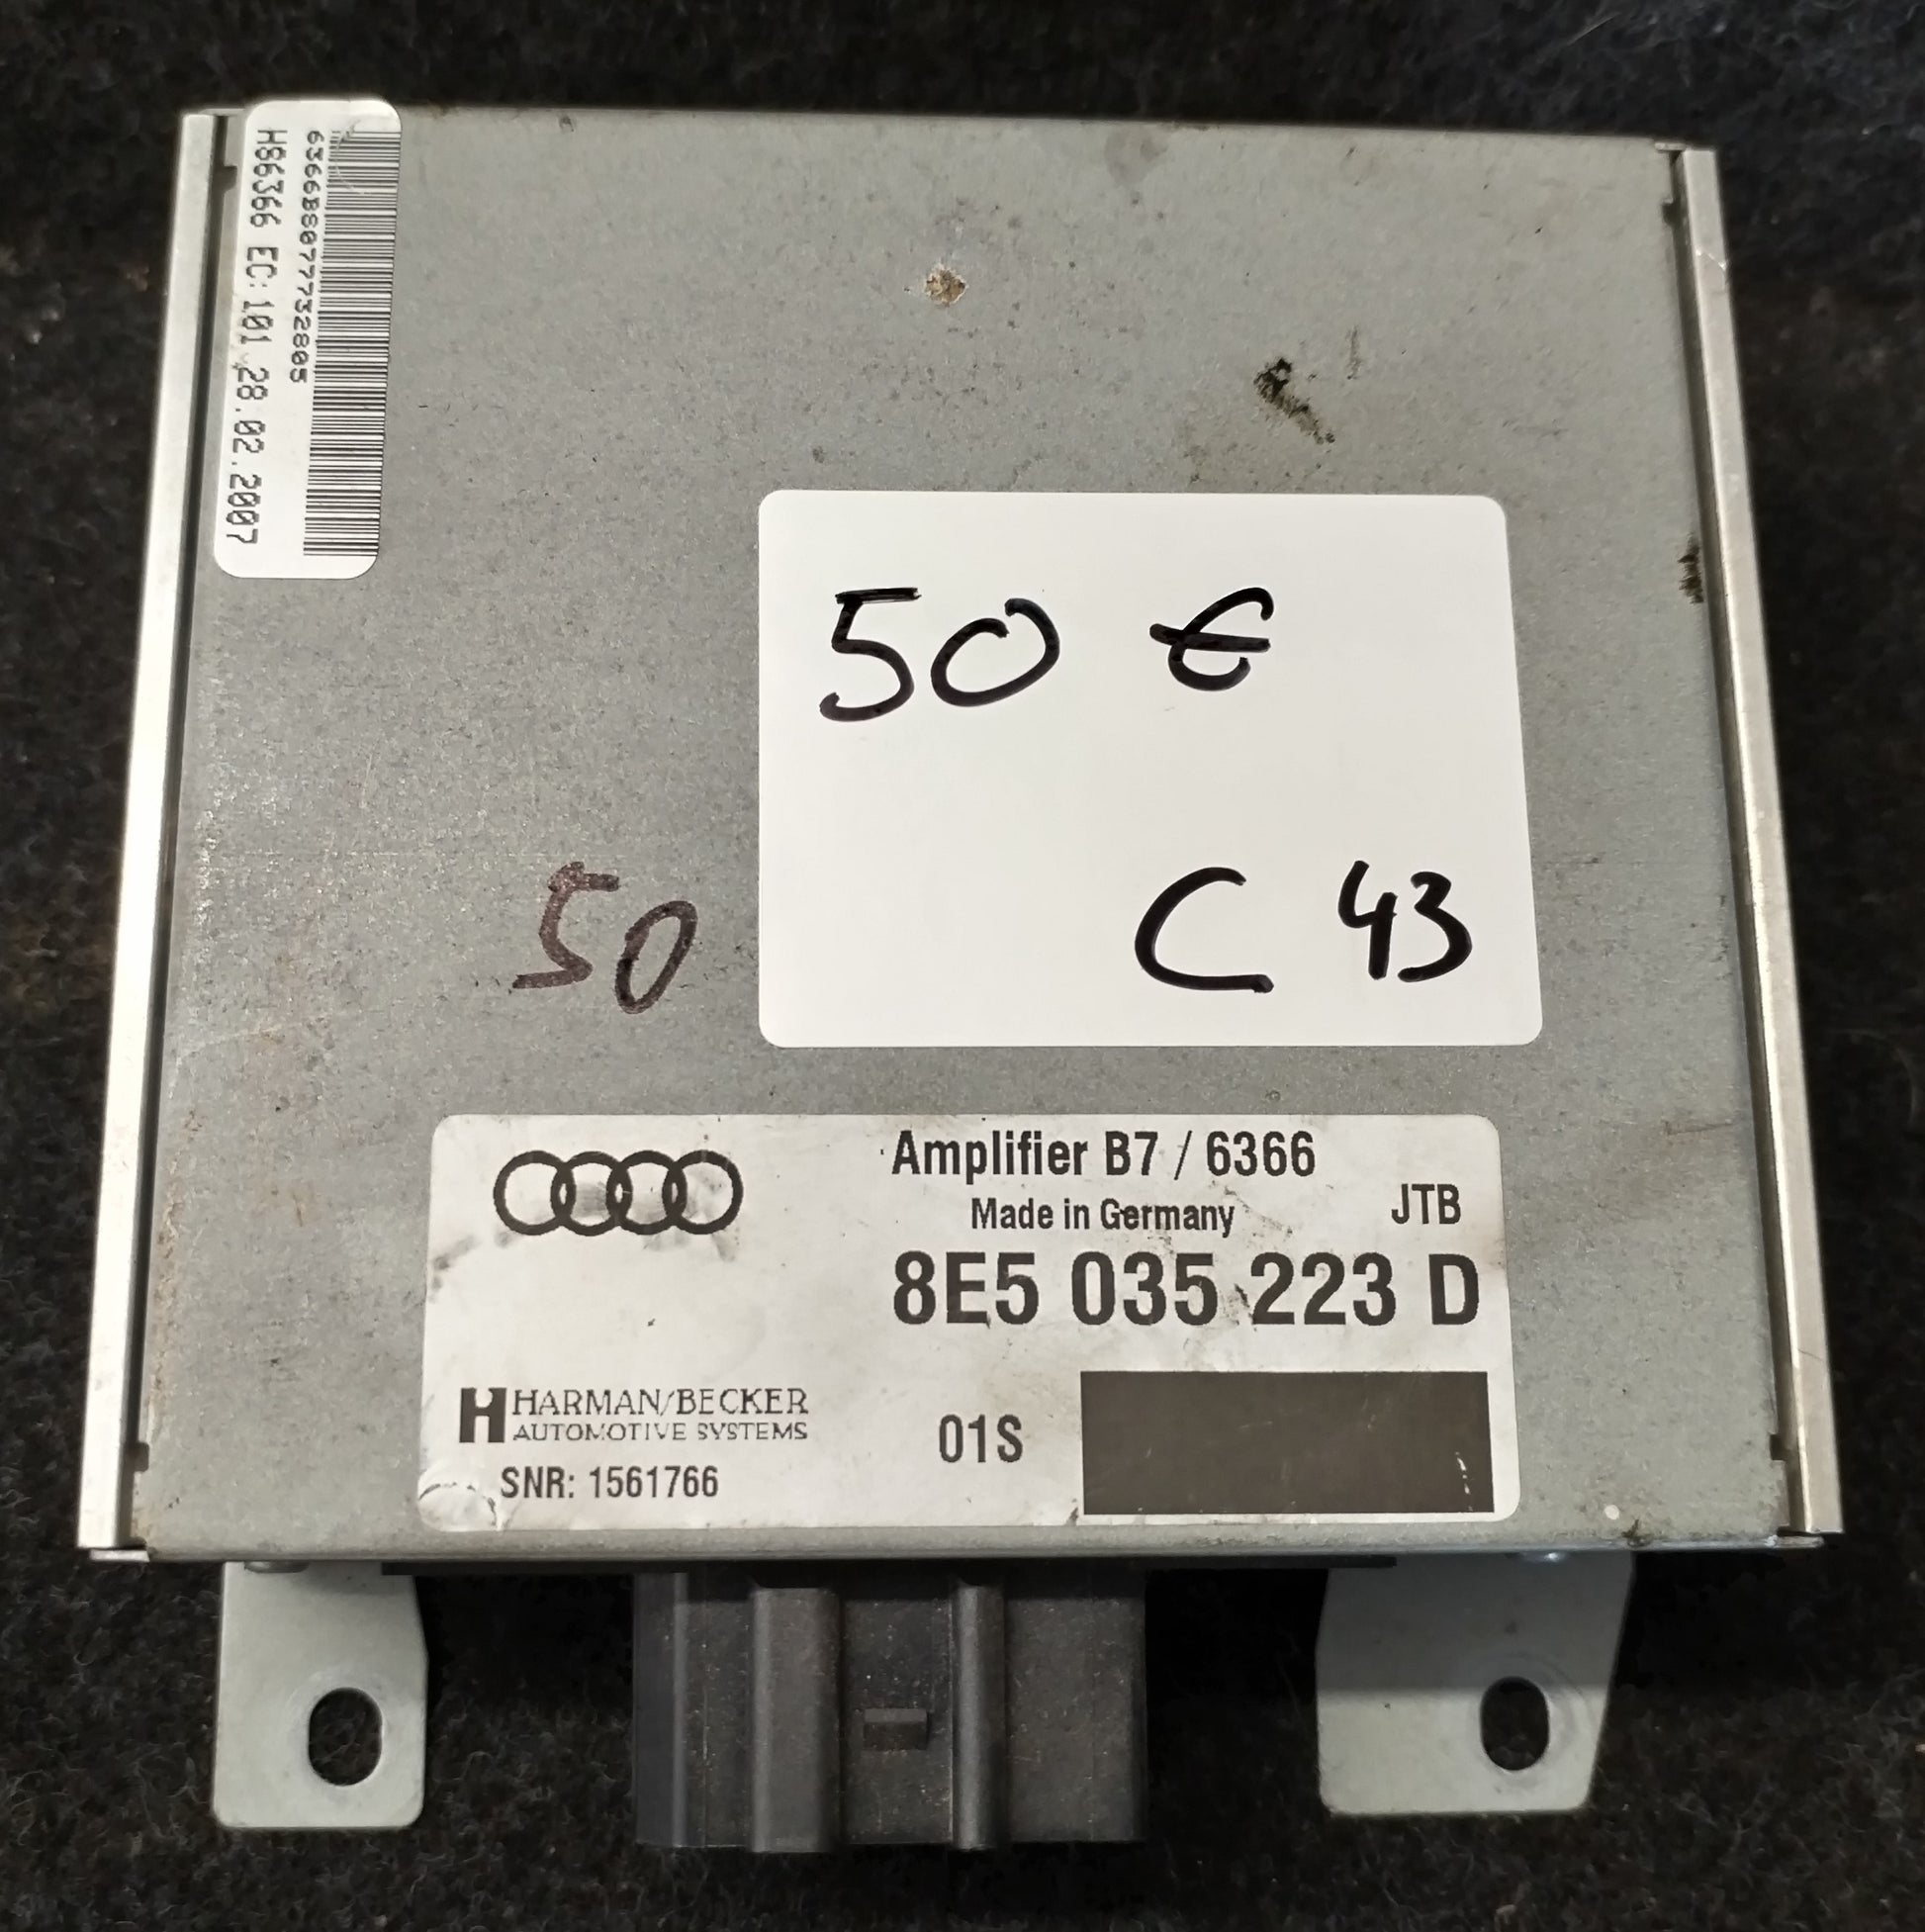 6366B8077732805
H86366 EC: 101 28.02.2007
50 €
C 43
50
Amplifier B7 / 6366
Made in Germany
JTB
8E5 035 223 D
HARMAN/BECKER
AUTOMOTIVE SYSTEMS
01S
SNR: 1561766